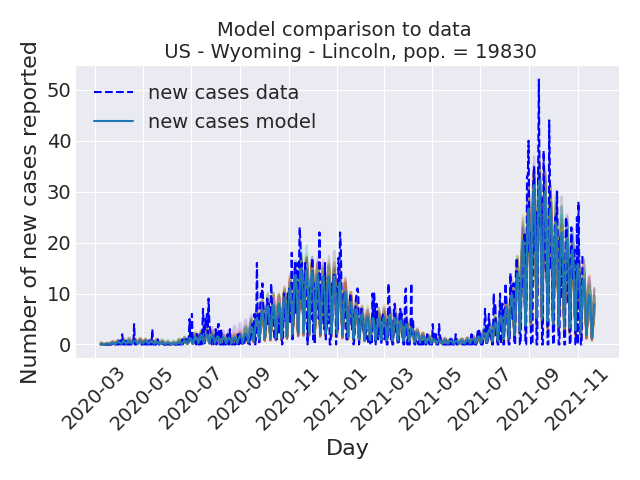 Model comparison to data
US - Wyoming - Lincoln, pop. = 19830
Number of new cases reported
50
40
30
20
10
0
new cases data
new cases model
2020-03
2020-05
2020-07
2020-09
2020-11
2021-01
2021-03
2021-05
2021-07
2021-09
2021-11
Day